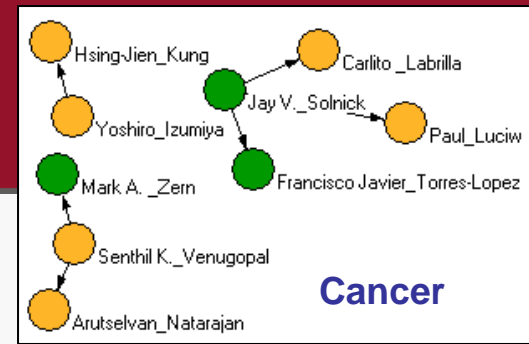 Hsing-Jien_Kung
Carlito _Labrilla
Jay V._Solnick
Yoshiro_Izumiya
Paul_Luciw
Mark A. _Zern
Francisco Javier_Torres-Lopez
Senthil K._Venugopal
Cancer
Arutselvan_Natarajan